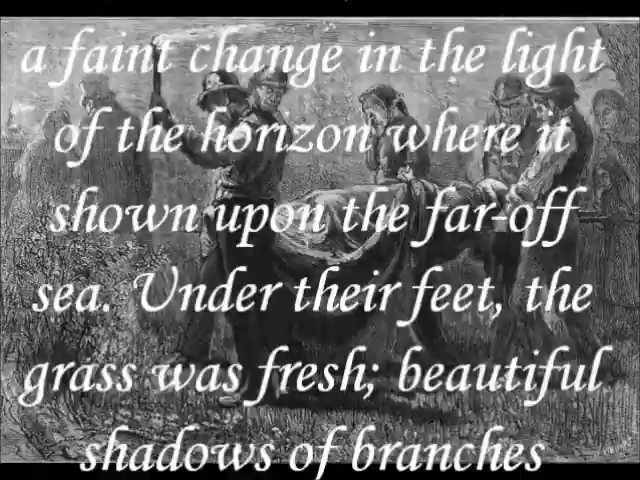 a faint change in the light
of the horizon where it
shown upon the far-off
sea. Under their feet, the
grass was fresh; beautiful
shadows of branches